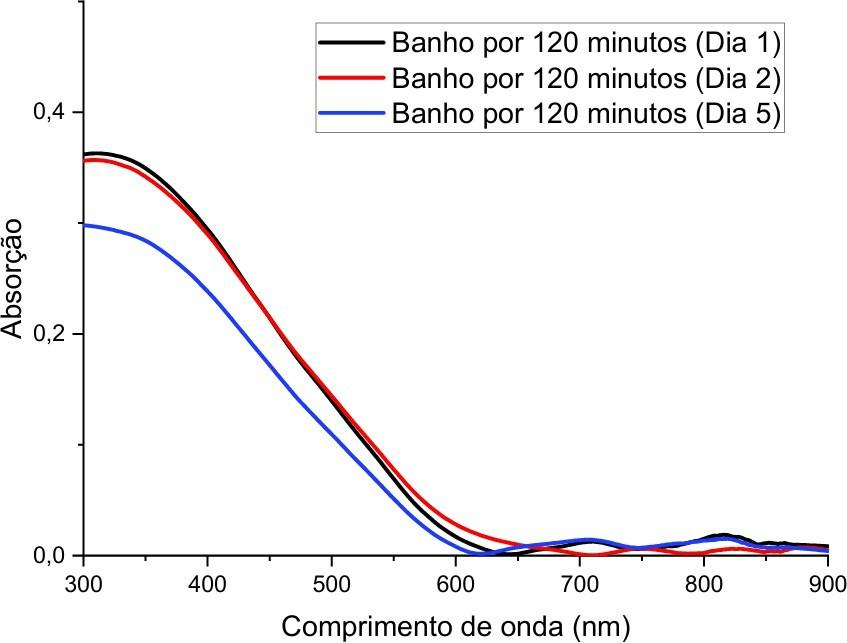 Banho por 120 minutos (Dia 1)
Banho por 120 minutos (Dia 2)
Banho por 120 minutos (Dia 5)
Absorção
0,4
0,2
0,0
300 400 500 600 700 800 900
Comprimento de onda (nm)